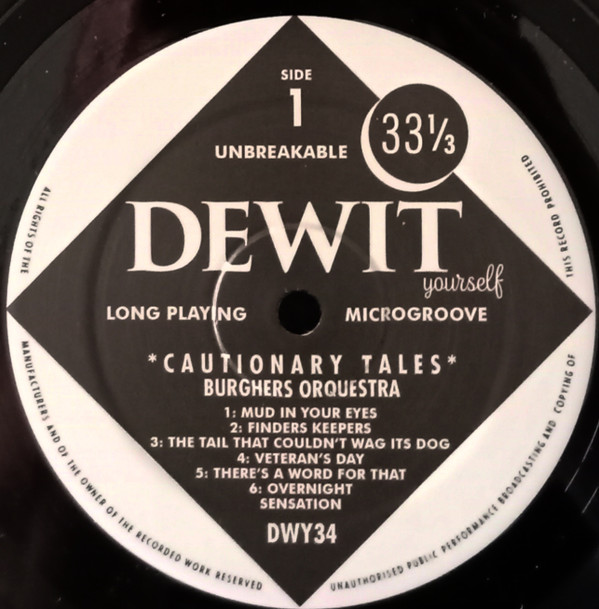 SIDE
1
UNBREAKABLE
33⅓
DEWIT
yourself
LONG PLAYING
MICROGROOVE
*CAUTIONARY TALES*
BURGHERS ORQUESTRA
1: MUD IN YOUR EYES
2: FINDERS KEEPERS
3: THE TAIL THAT COULDN'T WAG ITS DOG
4: VETERAN'S DAY
5: THERE'S A WORD FOR THAT
6: OVERNIGHT
SENSATION
DWY34
ALL RIGHTS OF THE
MANUFACTURERS AND OF THE OWNER OF THE RECORDED WORK RESERVED
UNAUTHORISED PUBLIC PERFORMANCE BROADCASTING AND COPYING OF
THIS RECORD PROHIBITED